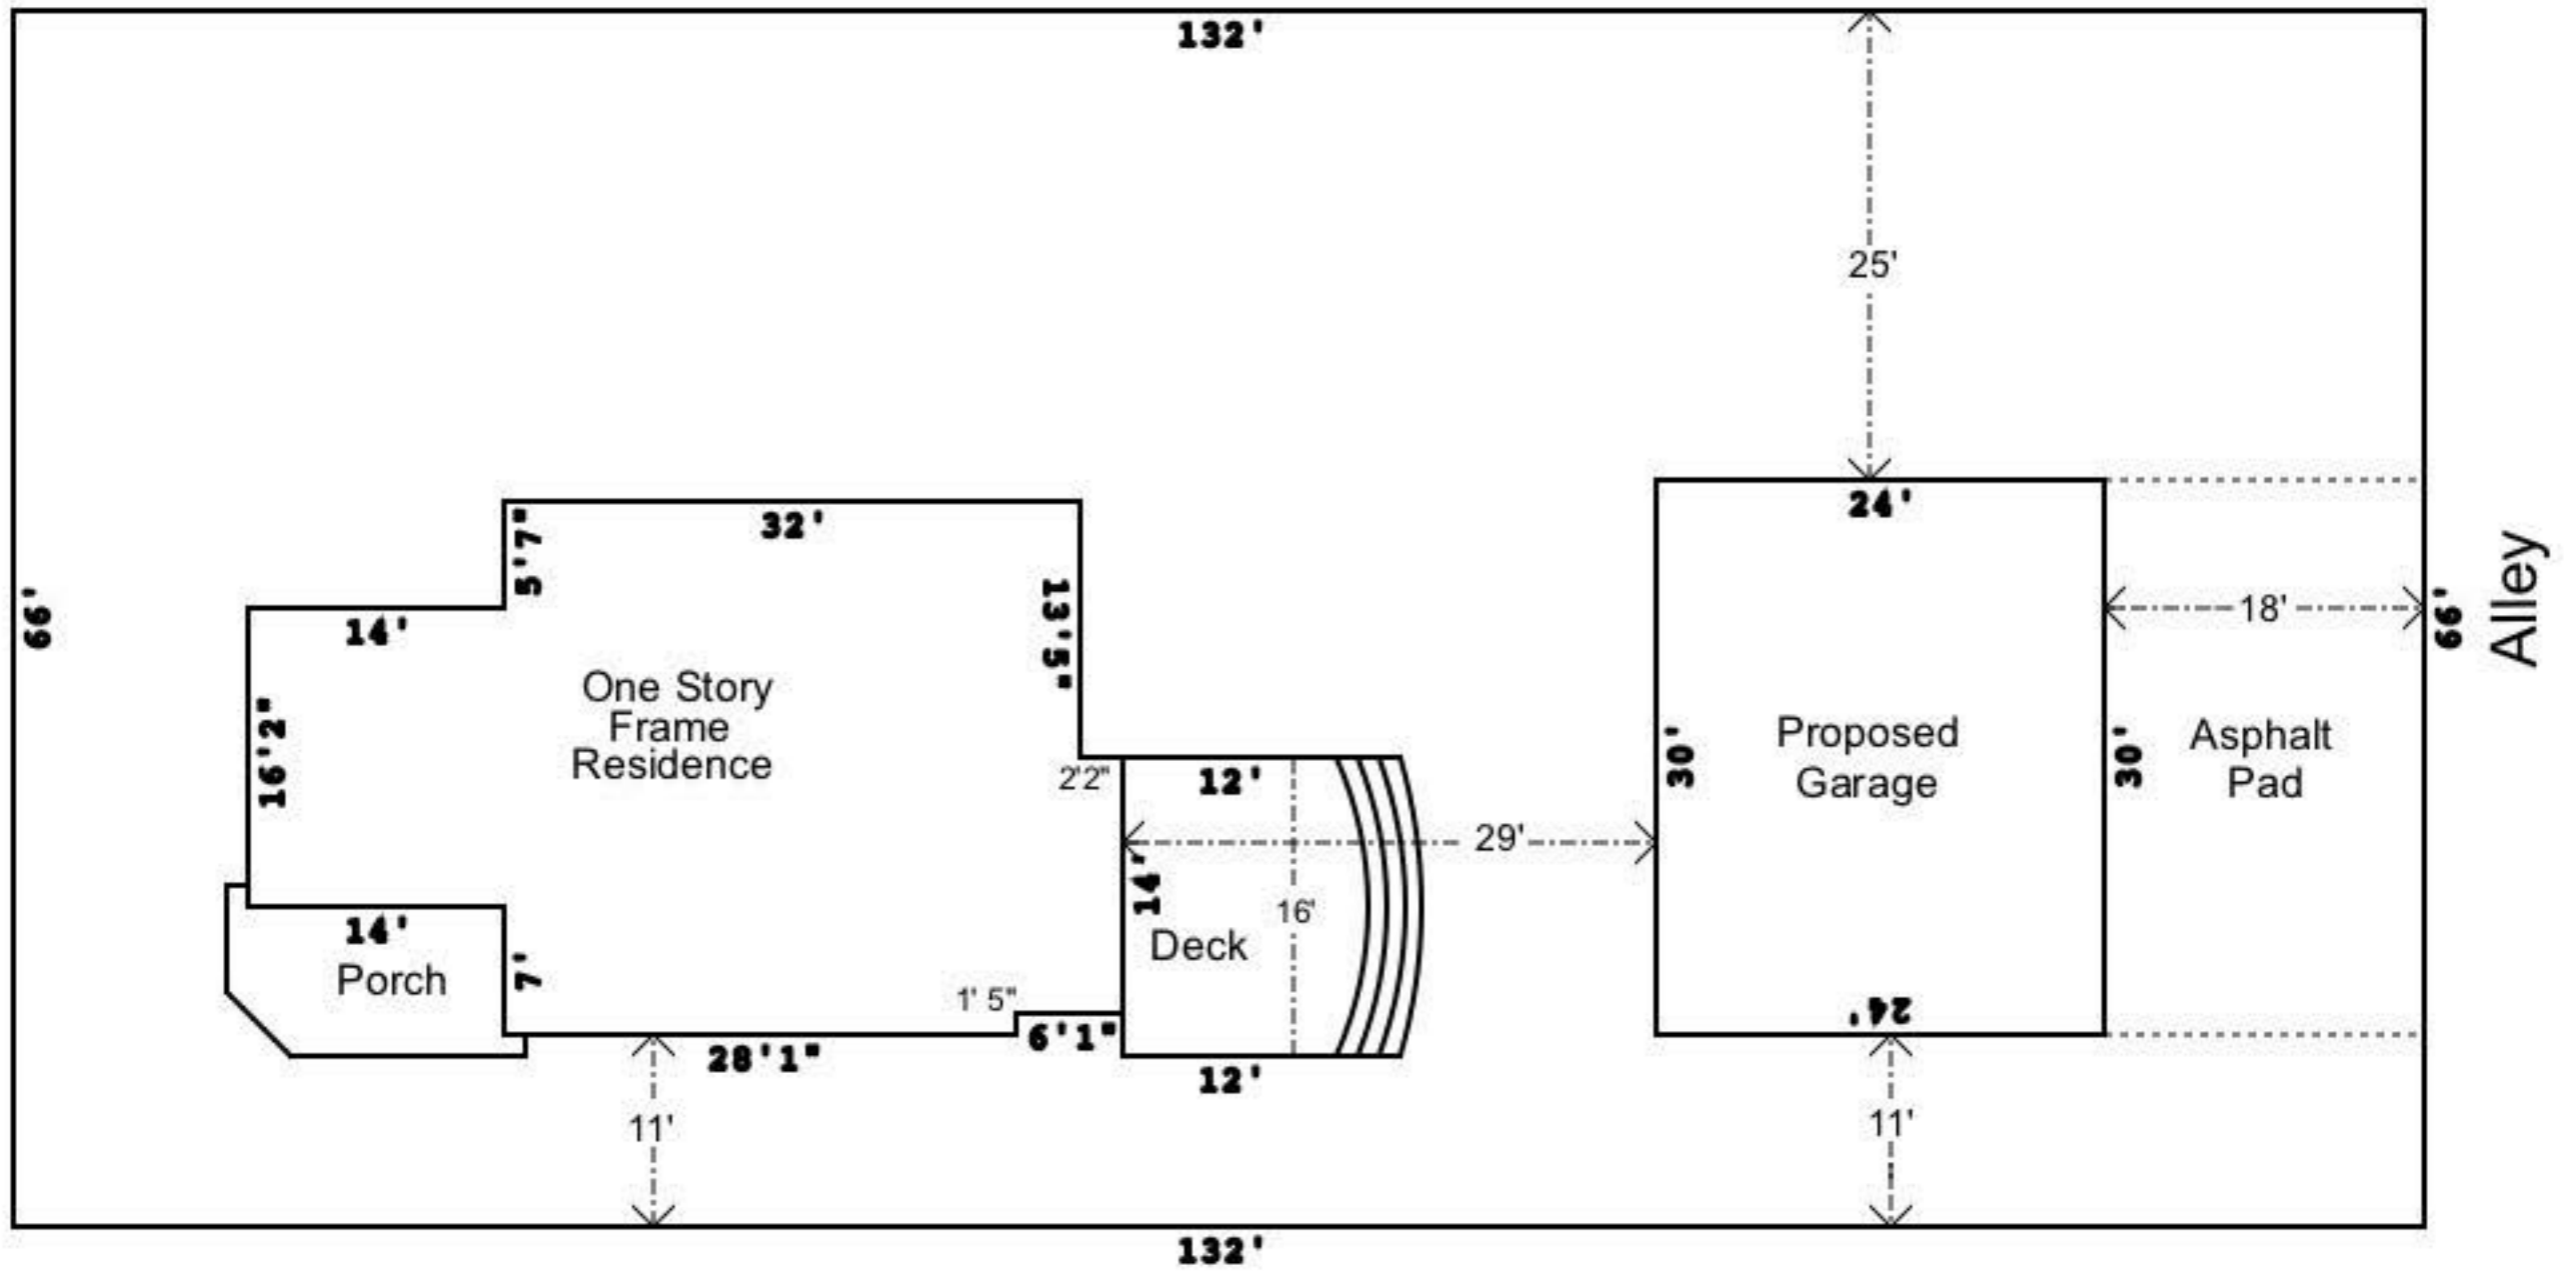 132'
25'
24'
5'7"
32'
14'
13'5"
66'
18'
66'
Alley
One Story
Frame
Residence
16'2"
2'2"
12'
30'
Proposed
Garage
30'
Asphalt
Pad
29'
14'
16'
14'
Porch
7'
Deck
1' 5"
6'1"
28'1"
12'
24'
11'
11'
132'